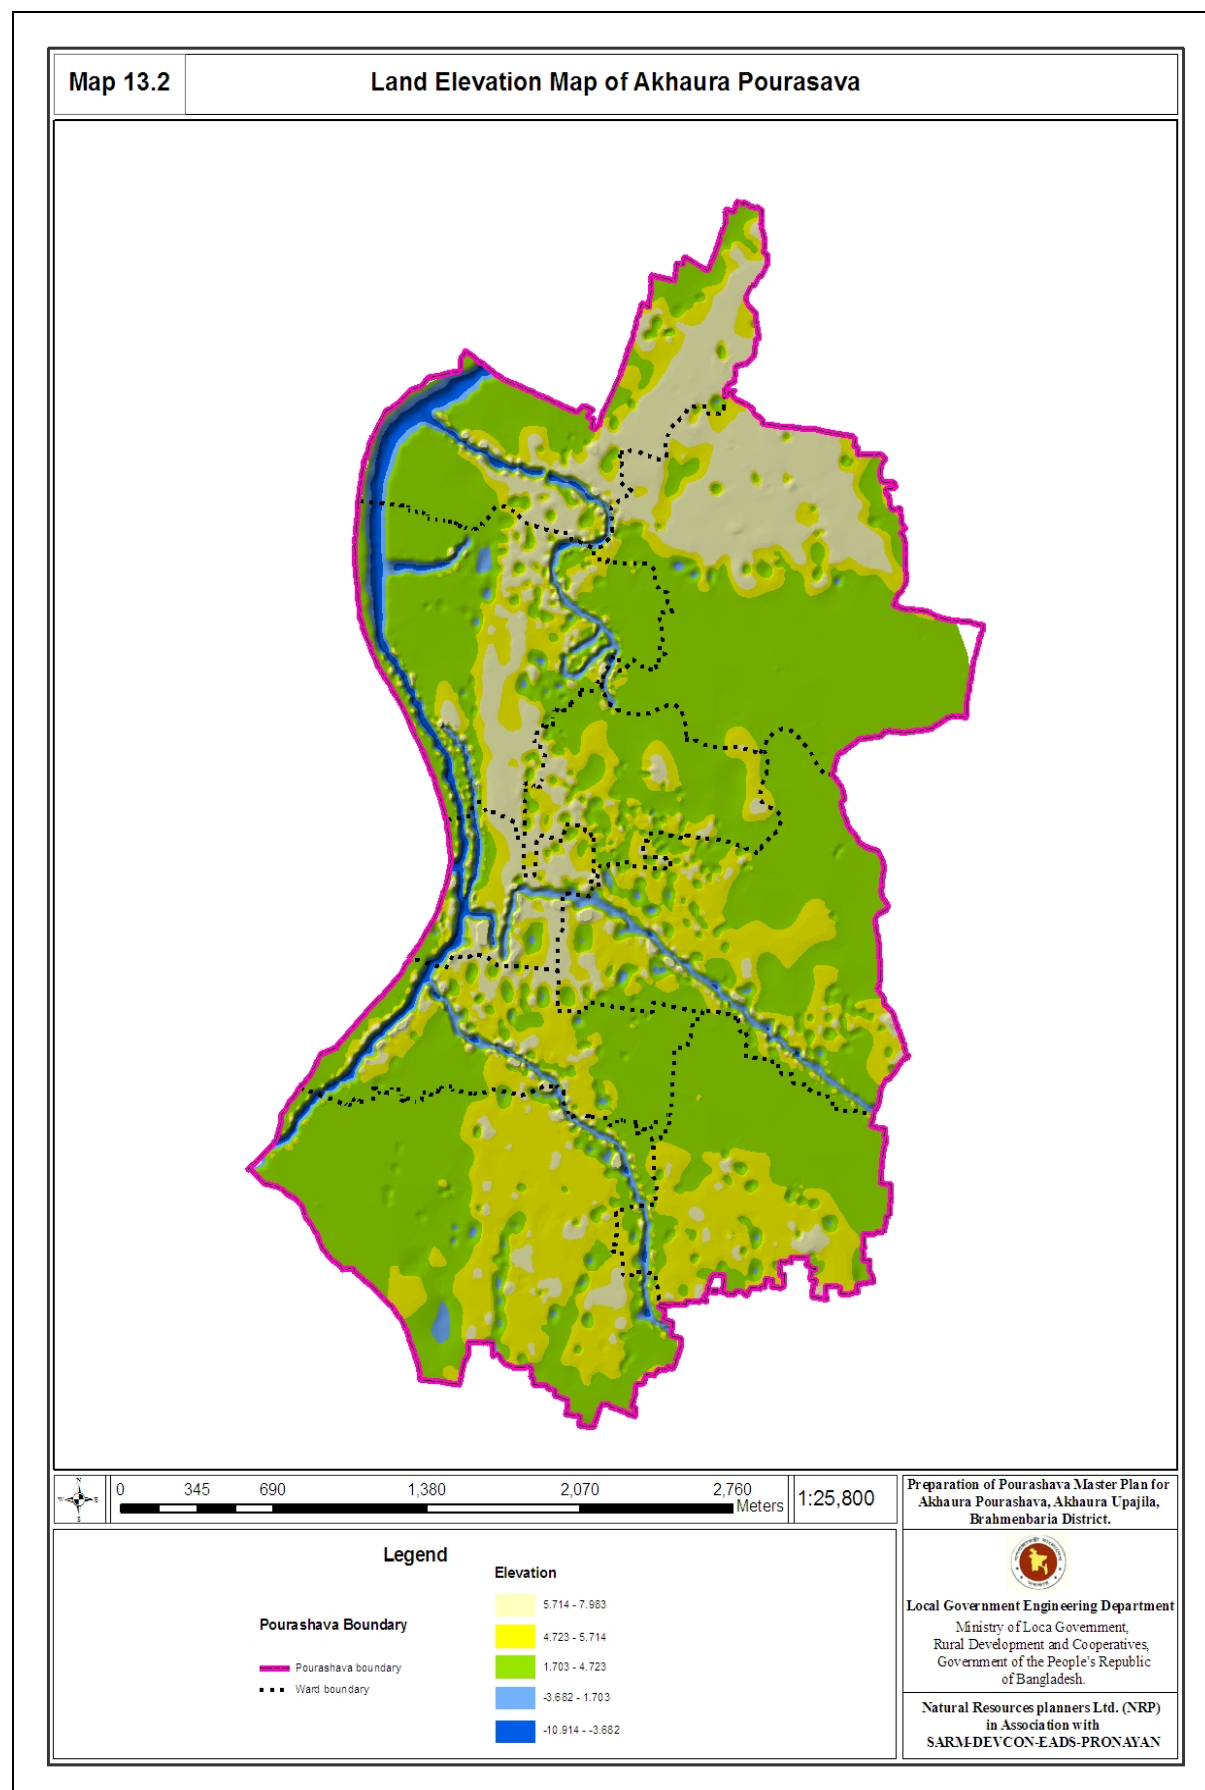 Map 13.2
Land Elevation Map of Akhaura Pourasava
N
W
E
S
0 345 690 1,380 2,070 2,760
Meters
1:25,800
Preparation of Pourashava Master Plan for
Akhaura Pourashava, Akhaura Upajila,
Brahmenbaria District.
Legend
Pourashava Boundary
Pourashava boundary
Ward boundary
Elevation
5.714 - 7.983
4.723 - 5.714
1.703 - 4.723
-3.682 - 1.703
-10.914 - -3.682
Local Government Engineering Department
Ministry of Loca Government,
Rural Development and Cooperatives,
Government of the People's Republic
of Bangladesh.
Natural Resources planners Ltd. (NRP)
in Association with
SARM-DEVCON-EADS-PRONAYAN